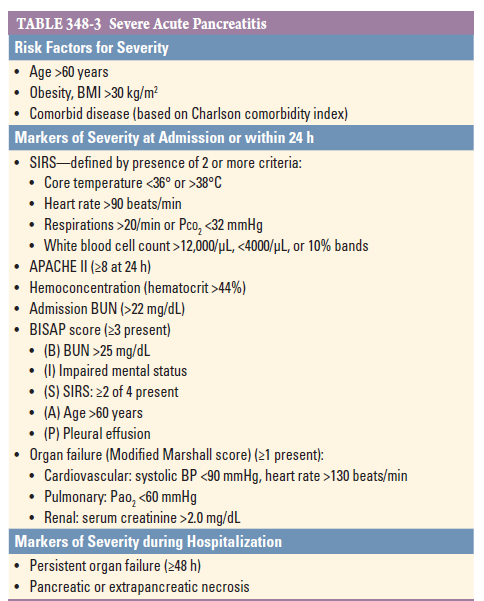 TABLE 348-3 Severe Acute Pancreatitis
Risk Factors for Severity
• Age >60 years
• Obesity, BMI >30 kg/m²
• Comorbid disease (based on Charlson comorbidity index)
Markers of Severity at Admission or within 24 h
• SIRS—defined by presence of 2 or more criteria:
• Core temperature <36° or >38°C
• Heart rate >90 beats/min
• Respirations >20/min or Pco₂ <32 mmHg
• White blood cell count >12,000/μL, <4000/μL, or 10% bands
• APACHE II (≥8 at 24 h)
• Hemoconcentration (hematocrit >44%)
• Admission BUN (>22 mg/dL)
• BISAP score (≥3 present)
• (B) BUN >25 mg/dL
• (I) Impaired mental status
• (S) SIRS: ≥2 of 4 present
• (A) Age >60 years
• (P) Pleural effusion
• Organ failure (Modified Marshall score) (≥1 present):
• Cardiovascular: systolic BP <90 mmHg, heart rate >130 beats/min
• Pulmonary: Pao₂ <60 mmHg
• Renal: serum creatinine >2.0 mg/dL
Markers of Severity during Hospitalization
• Persistent organ failure (≥48 h)
• Pancreatic or extrapancreatic necrosis